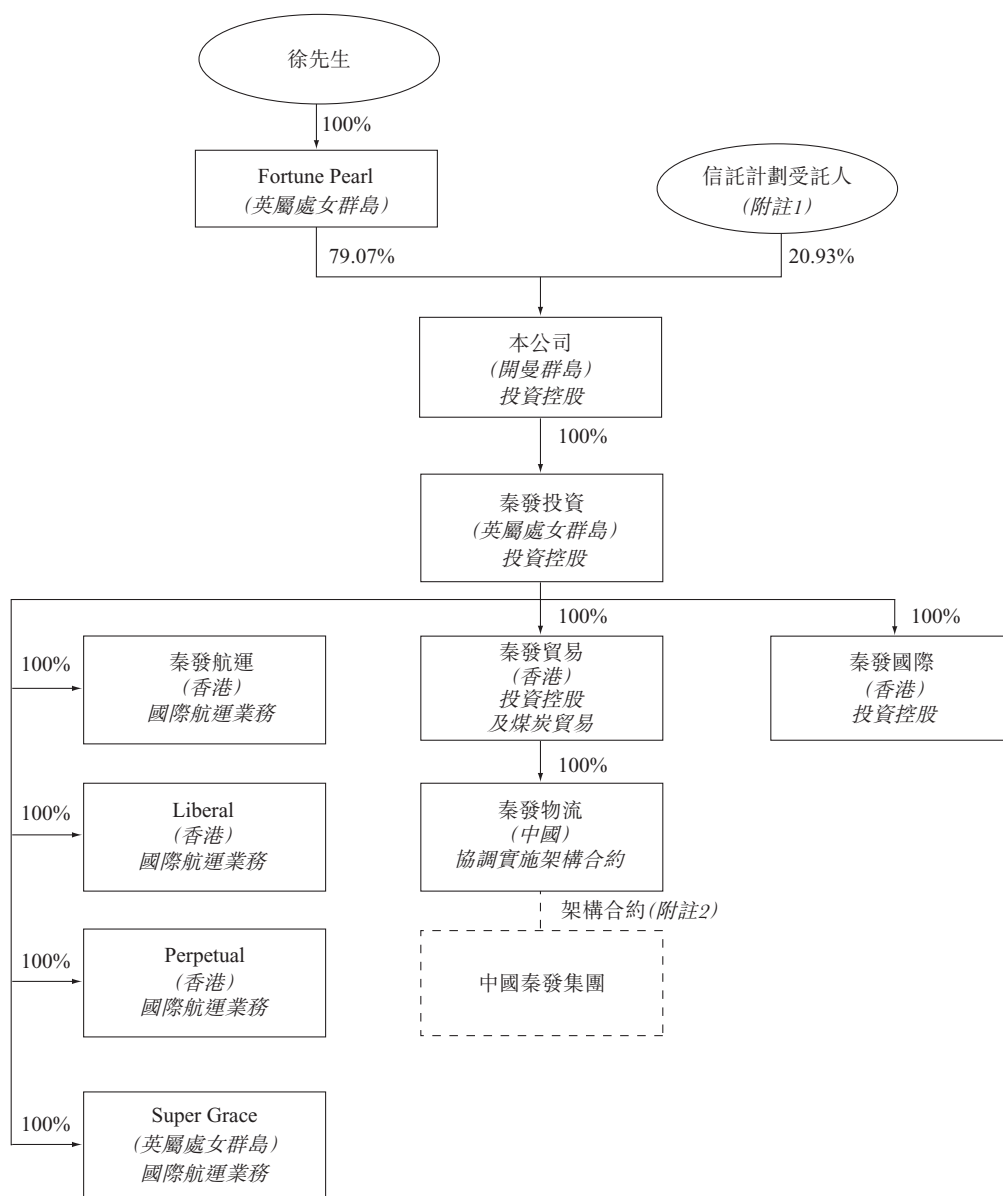 徐先生
100%
Fortune Pearl
(英屬處女群島)
信託計劃受託人
(附註1)
79.07%
20.93%
本公司
(開曼群島)
投資控股
100%
秦發投資
(英屬處女群島)
投資控股
100%
100%
100%
秦發航運
(香港)
國際航運業務
秦發貿易
(香港)
投資控股
及煤炭貿易
秦發國際
(香港)
投資控股
100%
100%
Liberal
(香港)
國際航運業務
秦發物流
(中國)
協調實施架構合約
架構合約(附註2)
100%
Perpetual
(香港)
國際航運業務
中國秦發集團
100%
Super Grace
(英屬處女群島)
國際航運業務